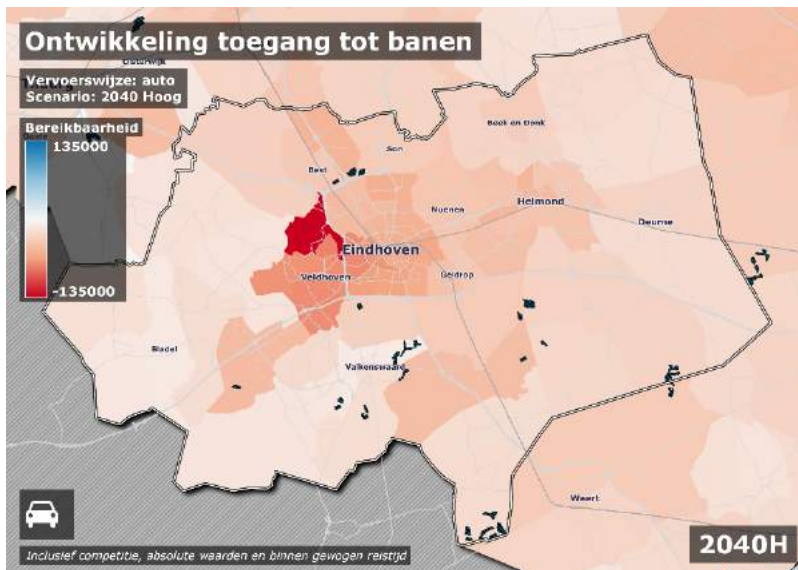 Ontwikkeling toegang tot banen
Oisterwijk
Vervoerswijze: auto
Scenario: 2040 Hoog
Bereikbaarheid
135000
-135000
Beek en Donk
Son
Best
Nuenen
Helmond
Deurne
Eindhoven
Veldhoven
Geldrop
Bladel
Valkenswaard
Weert
2040H
Inclusief competitie, absolute waarden en binnen gewogen reistijd